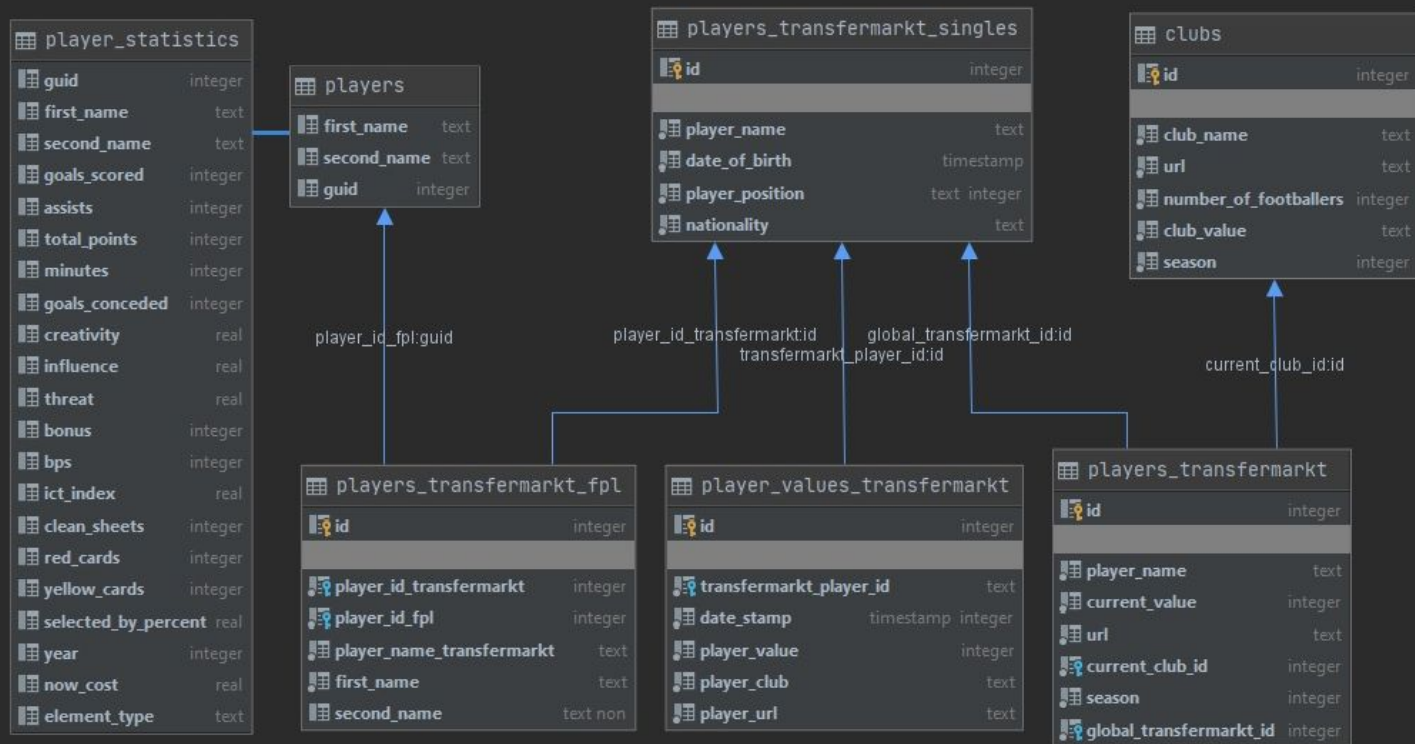 player_statistics
guid integer
first_name text
second_name text
goals_scored integer
assists integer
total_points integer
minutes integer
goals_conceded integer
creativity real
influence real
threat real
bonus integer
bps integer
ict_index real
clean_sheets integer
red_cards integer
yellow_cards integer
selected_by_percent real
year integer
now_cost real
element_type text
players
first_name text
second_name text
guid integer
players_transfermarkt_singles
id integer
player_name text
date_of_birth timestamp
player_position text integer
nationality text
clubs
id integer
club_name text
url text
number_of_footballers integer
club_value text
season integer
player_id_fpl:guid
player_id_transfermarkt:id
global_transfermarkt_id:id
transfermarkt_player_id:id
current_club_id:id
players_transfermarkt_fpl
id integer
player_id_transfermarkt integer
player_id_fpl integer
player_name_transfermarkt text
first_name text
second_name text non
player_values_transfermarkt
id integer
transfermarkt_player_id text
date_stamp timestamp integer
player_value integer
player_club text
player_url text
players_transfermarkt
id integer
player_name text
current_value integer
url text
current_club_id integer
season integer
global_transfermarkt_id integer